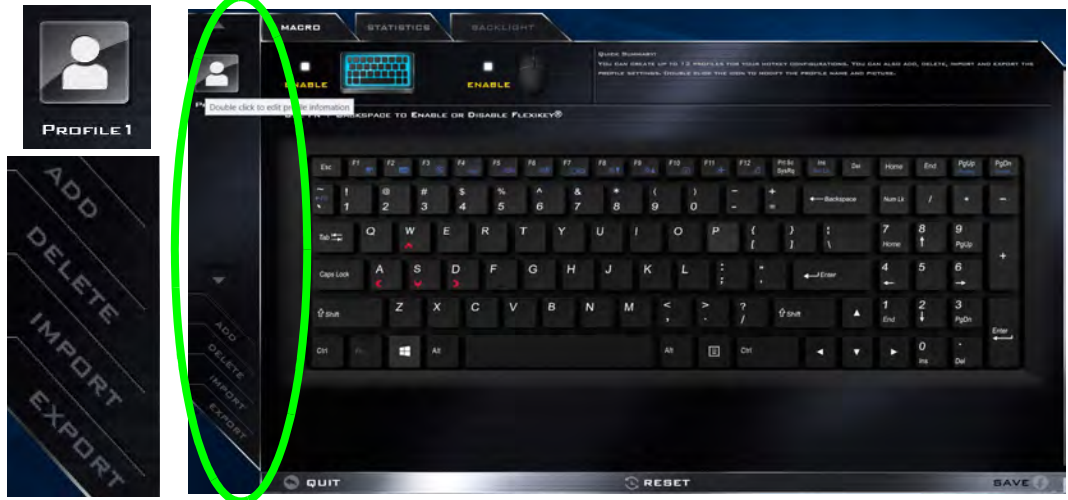 PROFILE 1
ADD
DELETE
IMPORT
EXPORT
MACRO
STATISTICS
BACKLIGHT
ENABLE
ENABLE
QUICK SUMMARY:
YOU CAN CREATE UP TO 12 PROFILES FOR YOUR HOTKEY CONFIGURATIONS. YOU CAN ALSO ADD, DELETE, IMPORT AND EXPORT THE
PROFILE SETTINGS. DOUBLE CLICK THE ICON TO MODIFY THE PROFILE NAME AND PICTURE.
Double click to edit profile information
BACKSPACE TO ENABLE OR DISABLE FLEXIKEY®
Esc F1 F2 F3 F4 F5 F6 F7 F8 F9 F10 F11 F12 Prt Sc SysRq Ins Del Home End PgUp PgDn
~ ` ! 1 @ 2 # 3 $ 4 % 5 ^ 6 & 7 * 8 ( 9 ) 0 _ - + = Backspace Num Lk / * -
Tab Q W E R T Y U I O P { [ } ] | \ 7 Home 8 9 PgUp +
Caps Lock A S D F G H J K L : ; " ' Enter 4 5 6
Shift Z X C V B N M < , > . ? / Shift 1 End 2 3 PgDn Enter
Ctrl Fn Alt Alt Ctrl 0 Ins . Del
ADD
DELETE
IMPORT
EXPORT
QUIT
RESET
SAVE